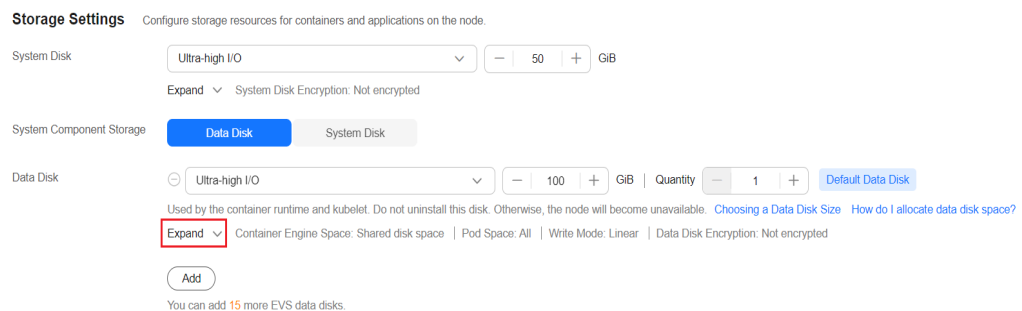 Storage Settings Configure storage resources for containers and applications on the node.
System Disk Ultra-high I/O 50 GiB
Expand System Disk Encryption: Not encrypted
System Component Storage Data Disk System Disk
Data Disk Ultra-high I/O 100 GiB | Quantity 1 Default Data Disk
Used by the container runtime and kubelet. Do not uninstall this disk. Otherwise, the node will become unavailable. Choosing a Data Disk Size How do I allocate data disk space?
Expand Container Engine Space: Shared disk space | Pod Space: All | Write Mode: Linear | Data Disk Encryption: Not encrypted
Add
You can add 15 more EVS data disks.